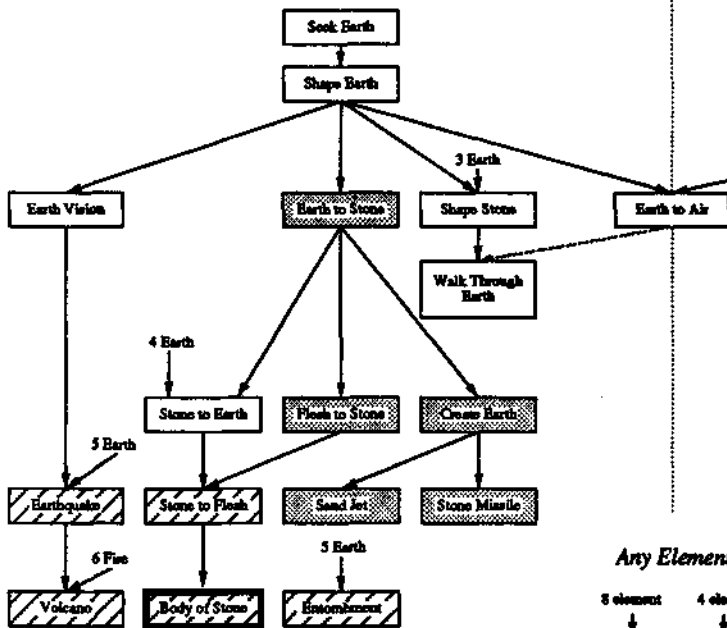 Seek Earth
Shape Earth
3 Earth
Earth Vision
Earth to Stone
Shape Stone
Earth to Air
Walk Through
Earth
4 Earth
Stone to Earth
Flesh to Stone
Create Earth
5 Earth
Earthquake
Stone to Flesh
Sand Jet
Stone Missile
5 Earth
6 Fire
Any Elemen
8 element
4 ele
Volcano
Body of Stone
Entombment